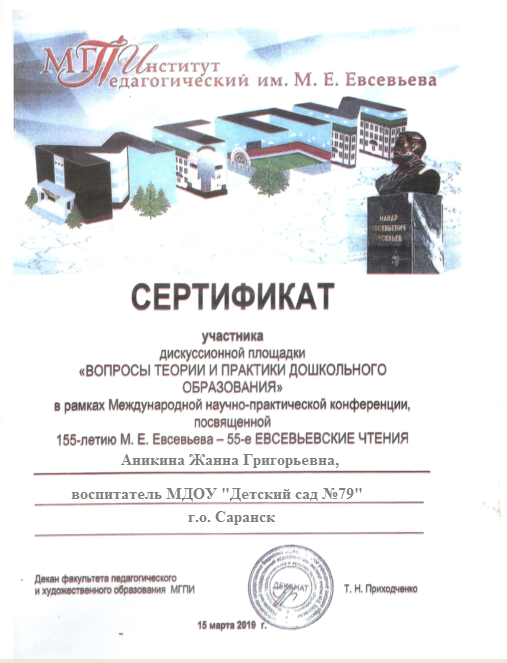 МГПИнститут
Педагогический им. М. Е. Евсевьева
МАКАР
ЕВСЕВЬЕВИЧ
ЕВСЕВЬЕВ
СЕРТИФИКАТ
участника
дискуссионной площадки
«ВОПРОСЫ ТЕОРИИ И ПРАКТИКИ ДОШКОЛЬНОГО
ОБРАЗОВАНИЯ»
в рамках Международной научно-практической конференции,
посвященной
155-летию М. Е. Евсевьева – 55-е ЕВСЕВЬЕВСКИЕ ЧТЕНИЯ
Аникина Жанна Григорьевна,
воспитатель МДОУ "Детский сад №79"
г.о. Саранск
Декан факультета педагогического
и художественного образования МГПИ
ДЕКАНАТ
Т. Н. Приходченко
15 марта 2019 г.